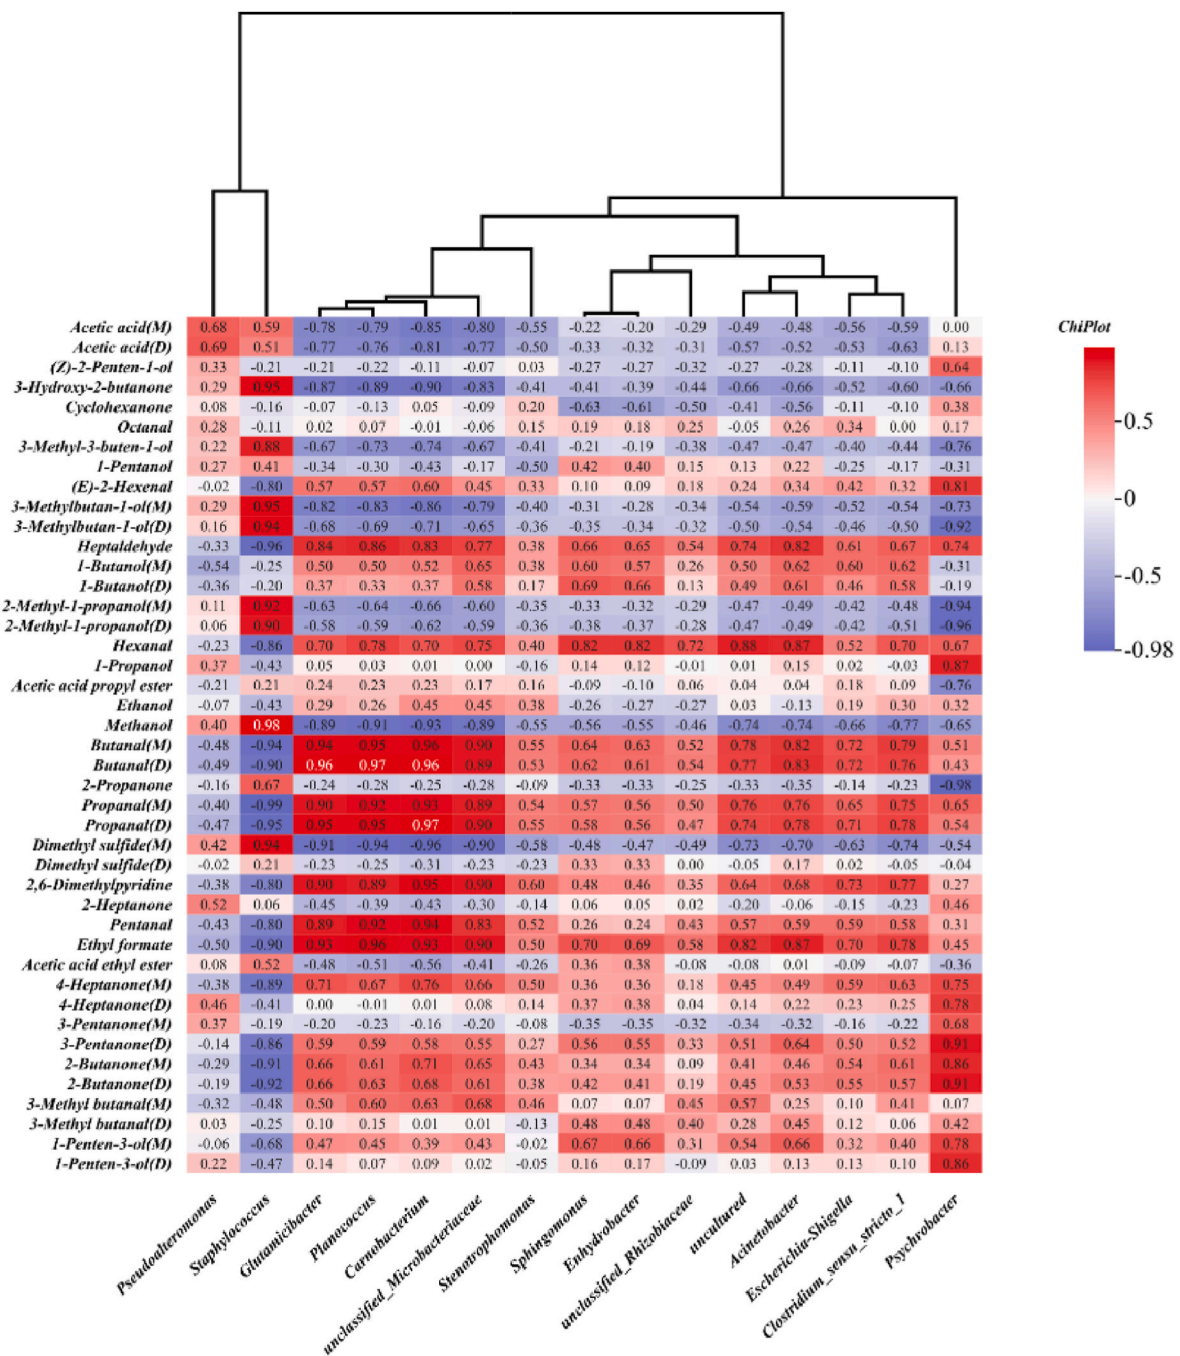 Acetic acid(M) 0.68 0.59 -0.78 -0.79 -0.85 -0.80 -0.55 -0.22 -0.20 -0.29 -0.49 -0.48 -0.56 -0.59 0.00
Acetic acid(D) 0.69 0.51 -0.77 -0.76 -0.81 -0.77 -0.50 -0.33 -0.32 -0.31 -0.57 -0.52 -0.53 -0.63 0.13
(Z)-2-Penten-1-ol 0.33 -0.21 -0.21 -0.22 -0.11 -0.07 0.03 -0.27 -0.27 -0.32 -0.27 -0.28 -0.11 -0.10 0.64
3-Hydroxy-2-butanone 0.29 0.95 -0.87 -0.89 -0.90 -0.83 -0.41 -0.41 -0.39 -0.44 -0.66 -0.66 -0.52 -0.60 -0.66
Cyclohexanone 0.08 -0.16 -0.07 -0.13 0.05 -0.09 0.20 -0.63 -0.61 -0.50 -0.41 -0.56 -0.11 -0.10 0.38
Octanal 0.28 -0.11 0.02 0.07 -0.01 -0.06 0.15 0.19 0.18 0.25 -0.05 0.26 0.34 0.00 0.17
3-Methyl-3-buten-1-ol 0.22 0.88 -0.67 -0.73 -0.74 -0.67 -0.41 -0.21 -0.19 -0.38 -0.47 -0.47 -0.40 -0.44 -0.76
1-Pentanol 0.27 0.41 -0.34 -0.30 -0.43 -0.17 -0.50 0.42 0.40 0.15 0.13 0.22 -0.25 -0.17 -0.31
(E)-2-Hexenal -0.02 -0.80 0.57 0.57 0.60 0.45 0.33 0.10 0.09 0.18 0.24 0.34 0.42 0.32 0.81
3-Methylbutan-1-ol(M) 0.29 0.95 -0.82 -0.83 -0.86 -0.79 -0.40 -0.31 -0.28 -0.34 -0.54 -0.59 -0.52 -0.54 -0.73
3-Methylbutan-1-ol(D) 0.16 0.94 -0.68 -0.69 -0.71 -0.65 -0.36 -0.35 -0.34 -0.32 -0.50 -0.54 -0.46 -0.50 -0.92
Heptaldehyde -0.33 -0.96 0.84 0.86 0.83 0.77 0.38 0.66 0.65 0.54 0.74 0.82 0.61 0.67 0.74
1-Butanol(M) -0.54 -0.25 0.50 0.50 0.52 0.65 0.38 0.60 0.57 0.26 0.50 0.62 0.60 0.62 -0.31
1-Butanol(D) -0.36 -0.20 0.37 0.33 0.37 0.58 0.17 0.69 0.66 0.13 0.49 0.61 0.46 0.58 -0.19
2-Methyl-1-propanol(M) 0.11 0.92 -0.63 -0.64 -0.66 -0.60 -0.35 -0.33 -0.32 -0.29 -0.47 -0.49 -0.42 -0.48 -0.94
2-Methyl-1-propanol(D) 0.06 0.90 -0.58 -0.59 -0.62 -0.59 -0.36 -0.38 -0.37 -0.28 -0.47 -0.49 -0.42 -0.51 -0.96
Hexanal -0.23 -0.86 0.70 0.78 0.70 0.75 0.40 0.82 0.82 0.72 0.88 0.87 0.52 0.70 0.67
1-Propanol 0.37 -0.43 0.05 0.03 0.01 0.00 -0.16 0.14 0.12 -0.01 0.01 0.15 0.02 -0.03 0.87
Acetic acid propyl ester -0.21 0.21 0.24 0.23 0.23 0.17 0.16 -0.09 -0.10 0.06 0.04 0.04 0.18 0.09 -0.76
Ethanol -0.07 -0.43 0.29 0.26 0.45 0.45 0.38 -0.26 -0.27 -0.27 0.03 -0.13 0.19 0.30 0.32
Methanol 0.40 0.98 -0.89 -0.91 -0.93 -0.89 -0.55 -0.56 -0.55 -0.46 -0.74 -0.74 -0.66 -0.77 -0.65
Butanal(M) -0.48 -0.94 0.94 0.95 0.96 0.90 0.55 0.64 0.63 0.52 0.78 0.82 0.72 0.79 0.51
Butanal(D) -0.49 -0.90 0.96 0.97 0.96 0.89 0.53 0.62 0.61 0.54 0.77 0.83 0.72 0.76 0.43
2-Propanone -0.16 0.67 -0.24 -0.28 -0.25 -0.28 -0.09 -0.33 -0.33 -0.25 -0.33 -0.35 -0.14 -0.23 -0.98
Propanal(M) -0.40 -0.99 0.90 0.92 0.93 0.89 0.54 0.57 0.56 0.50 0.76 0.76 0.65 0.75 0.65
Propanal(D) -0.47 -0.95 0.95 0.95 0.97 0.90 0.55 0.58 0.56 0.47 0.74 0.78 0.71 0.78 0.54
Dimethyl sulfide(M) 0.42 0.94 -0.91 -0.94 -0.96 -0.90 -0.58 -0.48 -0.47 -0.49 -0.73 -0.70 -0.63 -0.74 -0.54
Dimethyl sulfide(D) -0.02 0.21 -0.23 -0.25 -0.31 -0.23 -0.23 0.33 0.33 0.00 -0.05 0.17 0.02 -0.05 -0.04
2,6-Dimethylpyridine -0.38 -0.80 0.90 0.89 0.95 0.90 0.60 0.48 0.46 0.35 0.64 0.68 0.73 0.77 0.27
2-Heptanone 0.52 0.06 -0.45 -0.39 -0.43 -0.30 -0.14 0.06 0.05 0.02 -0.20 -0.06 -0.15 -0.23 0.46
Pentanal -0.43 -0.80 0.89 0.92 0.94 0.83 0.52 0.26 0.24 0.43 0.57 0.59 0.59 0.58 0.31
Ethyl formate -0.50 -0.90 0.93 0.96 0.93 0.90 0.50 0.70 0.69 0.58 0.82 0.87 0.70 0.78 0.45
Acetic acid ethyl ester 0.08 0.52 -0.48 -0.51 -0.56 -0.41 -0.26 0.36 0.38 -0.08 -0.08 0.01 -0.09 -0.07 -0.36
4-Heptanone(M) -0.38 -0.89 0.71 0.67 0.76 0.66 0.50 0.36 0.36 0.18 0.45 0.49 0.59 0.63 0.75
4-Heptanone(D) 0.46 -0.41 0.00 -0.01 0.01 0.08 0.14 0.37 0.38 0.04 0.14 0.22 0.23 0.25 0.78
3-Pentanone(M) 0.37 -0.19 -0.20 -0.23 -0.16 -0.20 -0.08 -0.35 -0.35 -0.32 -0.34 -0.32 -0.16 -0.22 0.68
3-Pentanone(D) -0.14 -0.86 0.59 0.59 0.58 0.55 0.27 0.56 0.55 0.33 0.51 0.64 0.50 0.52 0.91
2-Butanone(M) -0.29 -0.91 0.66 0.61 0.71 0.65 0.43 0.34 0.34 0.09 0.41 0.46 0.54 0.61 0.86
2-Butanone(D) -0.19 -0.92 0.66 0.63 0.68 0.61 0.38 0.42 0.41 0.19 0.45 0.53 0.55 0.57 0.91
3-Methyl butanal(M) -0.32 -0.48 0.50 0.60 0.63 0.68 0.46 0.07 0.07 0.45 0.57 0.25 0.10 0.41 0.07
3-Methyl butanal(D) 0.03 -0.25 0.10 0.15 0.01 0.01 -0.13 0.48 0.48 0.40 0.28 0.45 0.12 0.06 0.42
1-Penten-3-ol(M) -0.06 -0.68 0.47 0.45 0.39 0.43 -0.02 0.67 0.66 0.31 0.54 0.66 0.32 0.40 0.78
1-Penten-3-ol(D) 0.22 -0.47 0.14 0.07 0.09 0.02 -0.05 0.16 0.17 -0.09 0.03 0.13 0.13 0.10 0.86
Pseudoalteromonas
Staphylococcus
Glutamicibacter
Planococcus
Carnobacterium
unclassified_Microbacteriaceae
Stenotrophomonas
Sphingomonas
Enhydrobacter
unclassified_Rhizobiaceae
uncultured
Acinetobacter
Escherichia-Shigella
Clostridium_sensu_stricto_1
Psychrobacter
ChiPlot
0.5
0
-0.5
-0.98